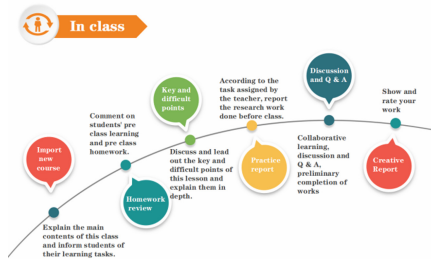 In class
Import
new
course
Explain the main
contents of this class
and inform students of
their learning tasks.
Comment on
students' pre
class learning
and pre class
homework.
Homework
review
Key and
difficult
points
Discuss and lead
out the key and
difficult points of
this lesson and
explain them in
depth.
According to the
task assigned by
the teacher, report
the research work
done before class.
Practice
report
Discussion
and Q & A
Collaborative
learning,
discussion and
Q & A,
preliminary
completion of
works
Show and
rate your
work
Creative
Report